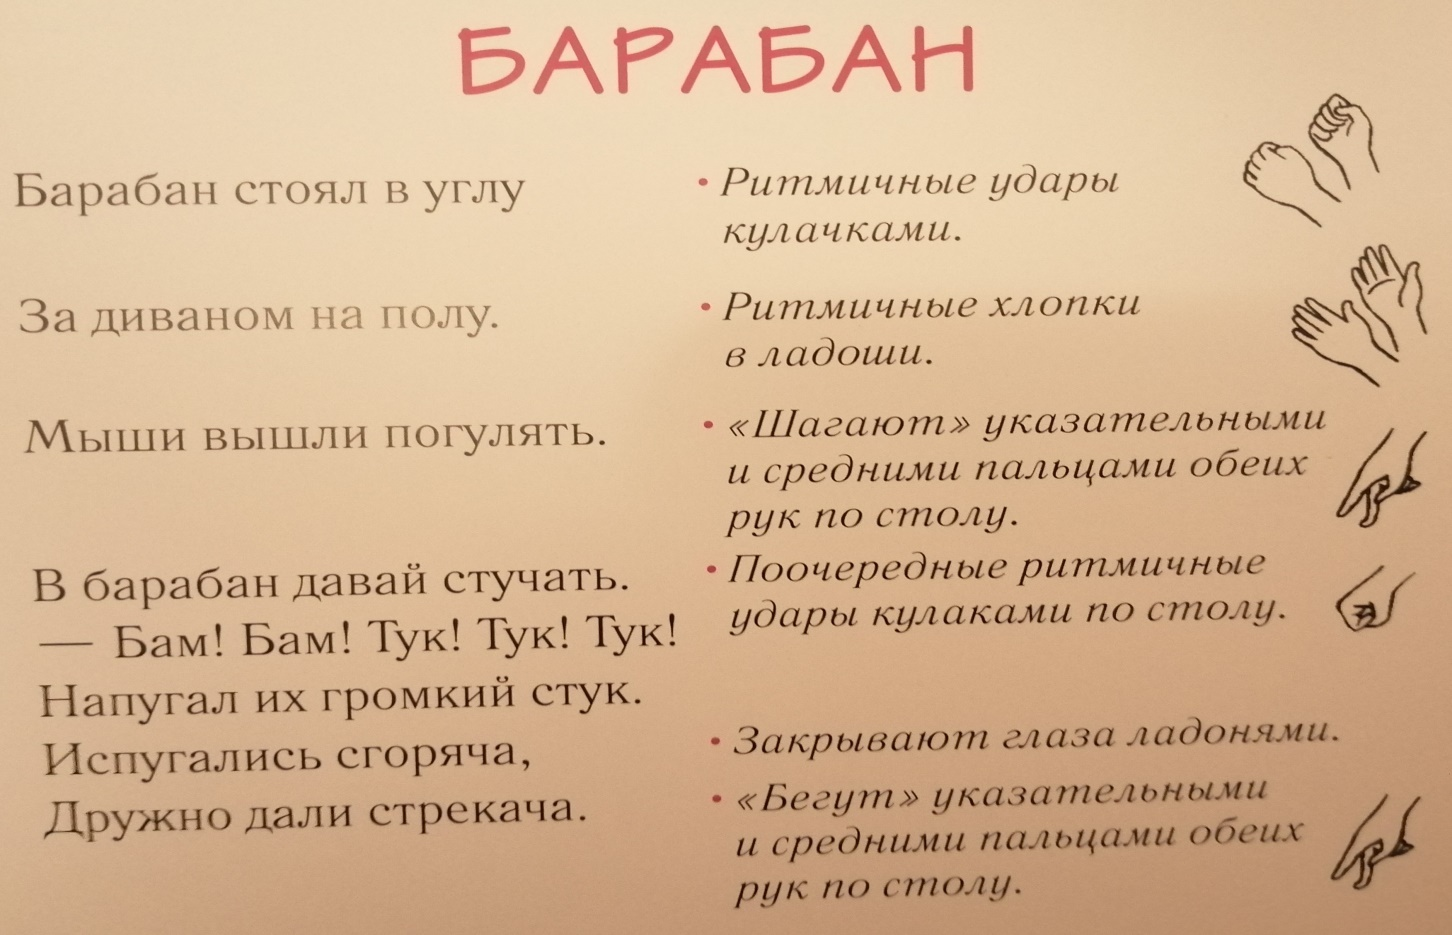 БАРАБАН
Барабан стоял в углу
• Ритмичные удары
кулачками.
За диваном на полу.
• Ритмичные хлопки
в ладоши.
Мыши вышли погулять.
• «Шагают» указательными
и средними пальцами обеих
рук по столу.
В барабан давай стучать.
— Бам! Бам! Тук! Тук! Тук!
• Поочередные ритмичные
удары кулаками по столу.
Напугал их громкий стук.
Испугались сгоряча,
• Закрывают глаза ладонями.
Дружно дали стрекача.
• «Бегут» указательными
и средними пальцами обеих
рук по столу.